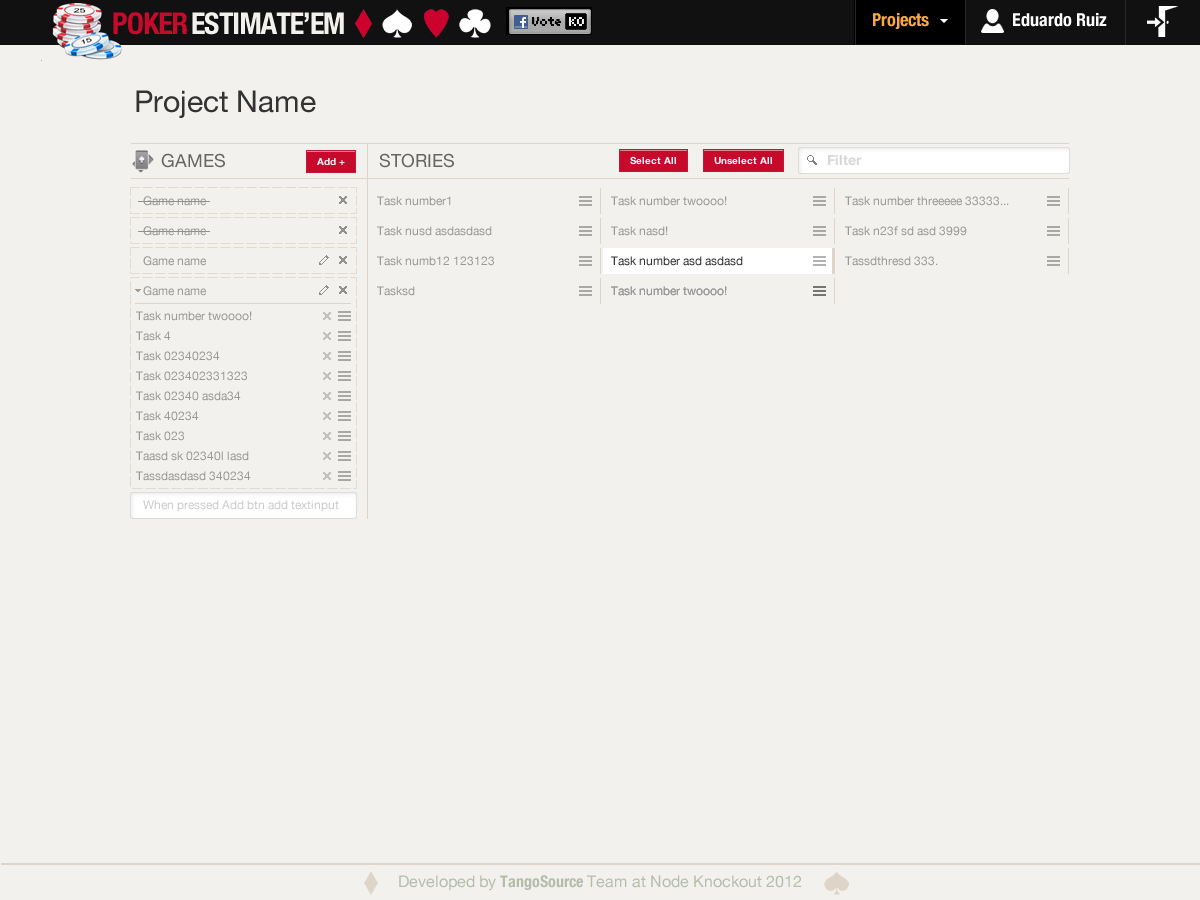 25
15
POKER ESTIMATE'EM
Vote KO
Projects
Eduardo Ruiz
Project Name
GAMES
Add +
STORIES
Select All
Unselect All
Filter
Game name
Game name
Game name
Game name
Task number twoooo!
Task 4
Task 02340234
Task 023402331323
Task 02340 asda34
Task 40234
Task 023
Taasd sk 02340l lasd
Tassdasdasd 340234
When pressed Add btn add textinput
Task number1
Task number twoooo!
Task number threeeee 33333...
Task nusd asdasdasd
Task nasd!
Task n23f sd asd 3999
Task numb12 123123
Task number asd asdasd
Tassdthresd 333.
Tasksd
Task number twoooo!
Developed by TangoSource Team at Node Knockout 2012